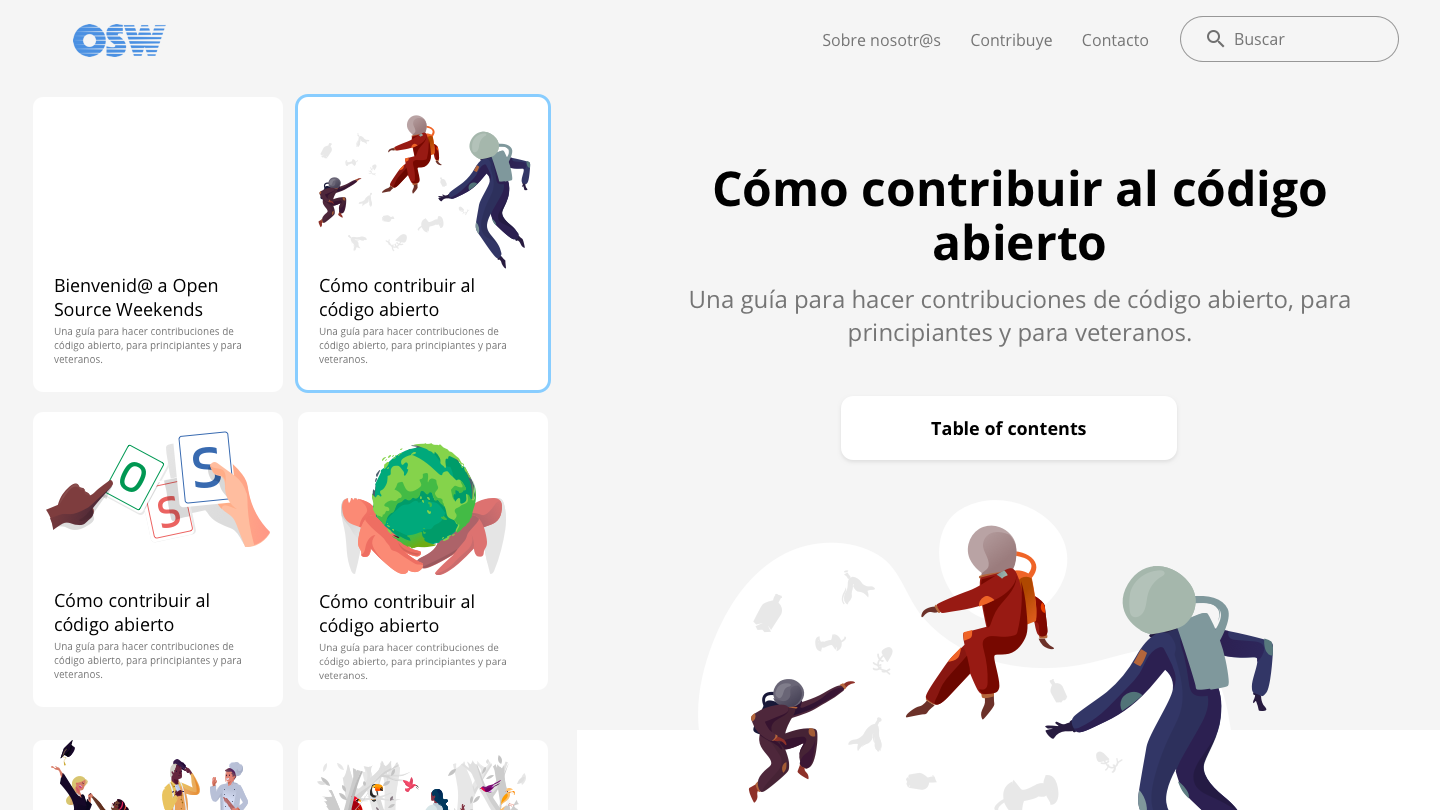 OSW
Sobre nosotr@s
Contribuye
Contacto
Buscar
Bienvenid@ a Open
Source Weekends
Una guía para hacer contribuciones de
código abierto, para principiantes y para
veteranos.
Cómo contribuir al
código abierto
Una guía para hacer contribuciones de
código abierto, para principiantes y para
veteranos.
O
S
S
Cómo contribuir al
código abierto
Una guía para hacer contribuciones de
código abierto, para principiantes y para
veteranos.
Cómo contribuir al
código abierto
Una guía para hacer contribuciones de
código abierto, para principiantes y para
veteranos.
Cómo contribuir al código
abierto
Una guía para hacer contribuciones de código abierto, para
principiantes y para veteranos.
Table of contents